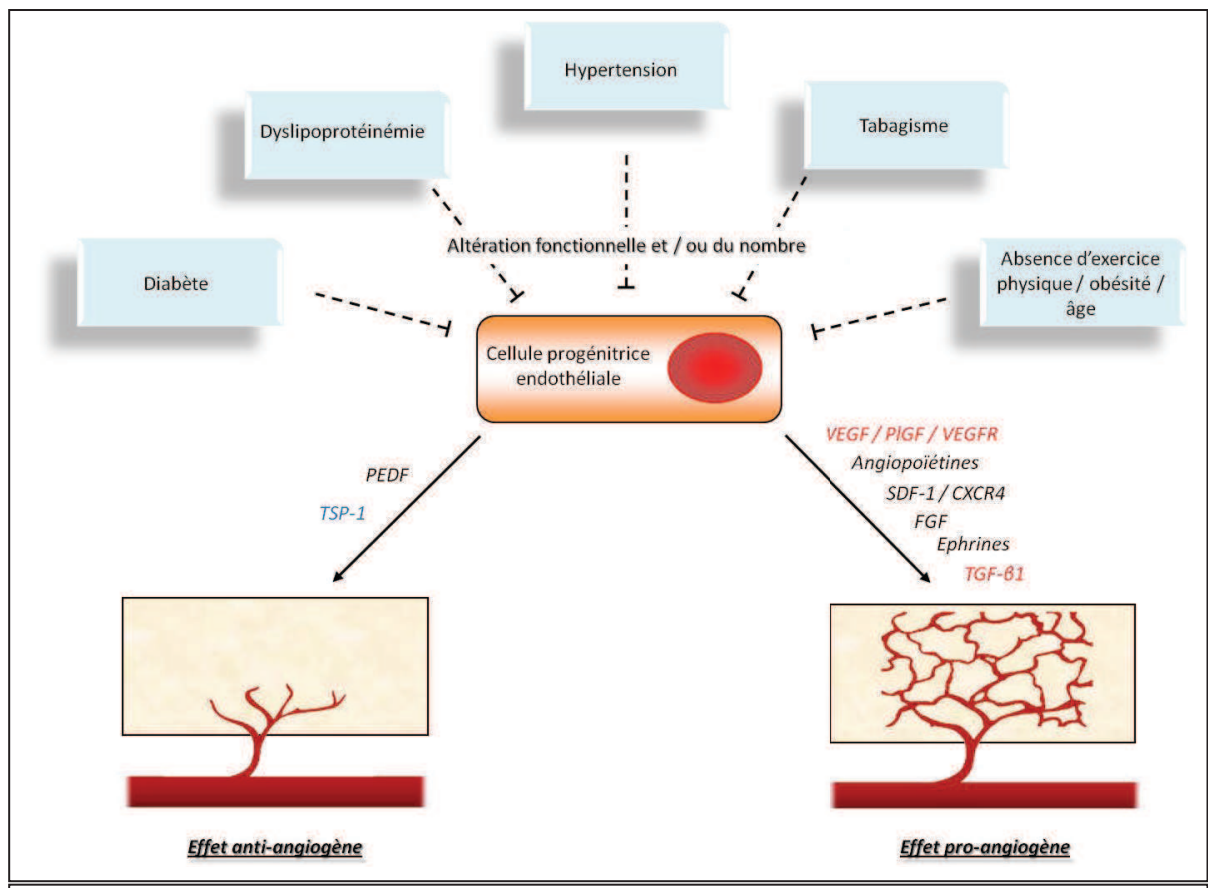 Hypertension
Dyslipoprotéinémie
Tabagisme
Altération fonctionnelle et / ou du nombre
Diabète
Absence d’exercice
physique / obésité /
âge
Cellule progénitrice
endothéliale
PEDF
TSP-1
VEGF / PlGF / VEGFR
Angiopoïétines
SDF-1 / CXCR4
FGF
Ephrines
TGF-β1
Effet anti-angiogène
Effet pro-angiogène